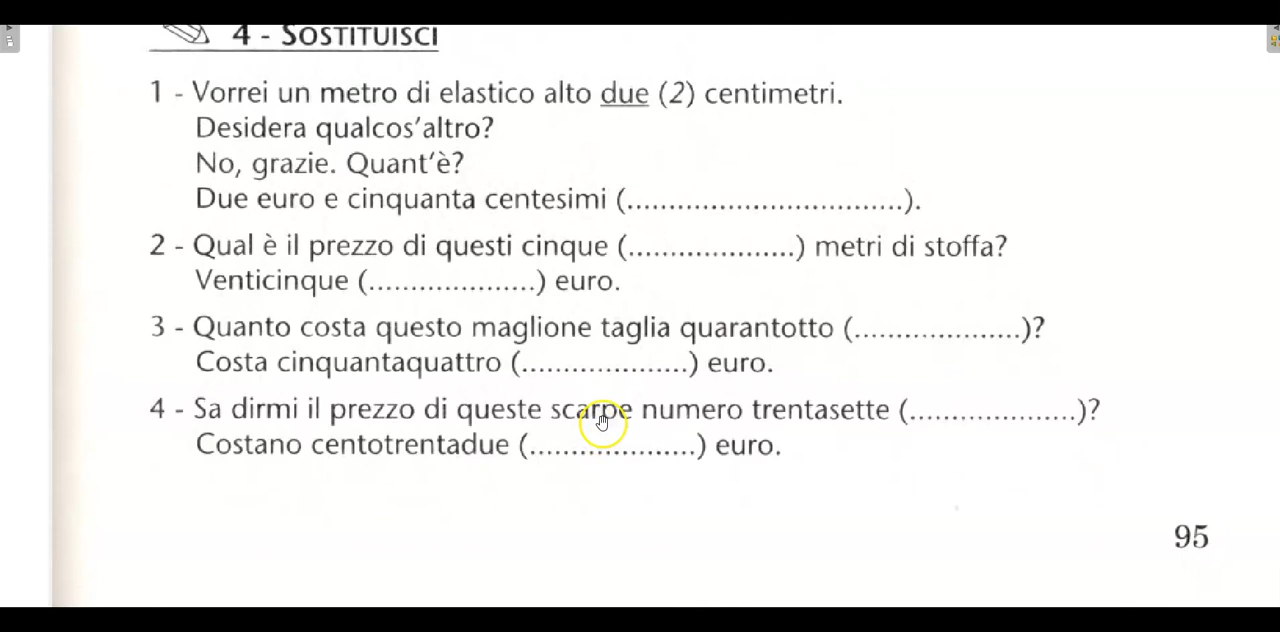 4 - SOSTITUISCI
1 - Vorrei un metro di elastico alto due (2) centimetri.
Desidera qualcos'altro?
No, grazie. Quant'è?
Due euro e cinquanta centesimi (.................................).
2 - Qual è il prezzo di questi cinque (....................) metri di stoffa?
Venticinque (....................) euro.
3 - Quanto costa questo maglione taglia quarantotto (....................)?
Costa cinquantaquattro (....................) euro.
4 - Sa dirmi il prezzo di queste scarpe numero trentasette (....................)?
Costano centotrentadue (....................) euro.
95